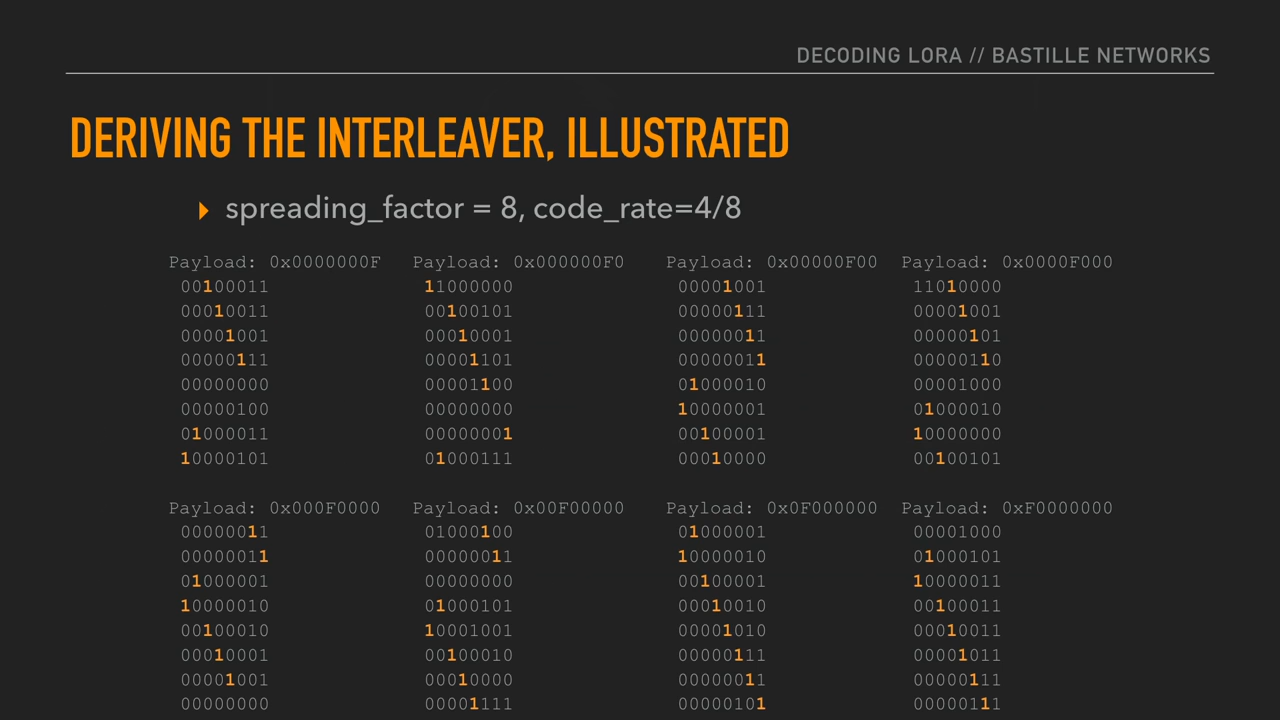 DECODING LORA // BASTILLE NETWORKS
DERIVING THE INTERLEAVER, ILLUSTRATED
spreading_factor = 8, code_rate=4/8
Payload: 0x0000000F Payload: 0x000000F0 Payload: 0x00000F00 Payload: 0x0000F000
00100011 11000000 00001001 11010000
00010011 00100101 00000111 00001001
00001001 00010001 00000011 00000101
00000111 00001101 00000011 00000110
00000000 00001100 01000010 00001000
00000100 00000000 10000001 01000010
01000011 00000001 00100001 10000000
10000101 01000111 00010000 00100101
Payload: 0x000F0000 Payload: 0x00F00000 Payload: 0x0F000000 Payload: 0xF0000000
00000011 01000100 01000001 00001000
00000011 00000011 10000010 01000101
01000001 00000000 00100001 10000011
10000010 01000101 00010010 00100011
00100010 10001001 00001010 00010011
00010001 00100010 00000111 00001011
00001001 00010000 00000011 00000111
00000000 00001111 00000101 00000111